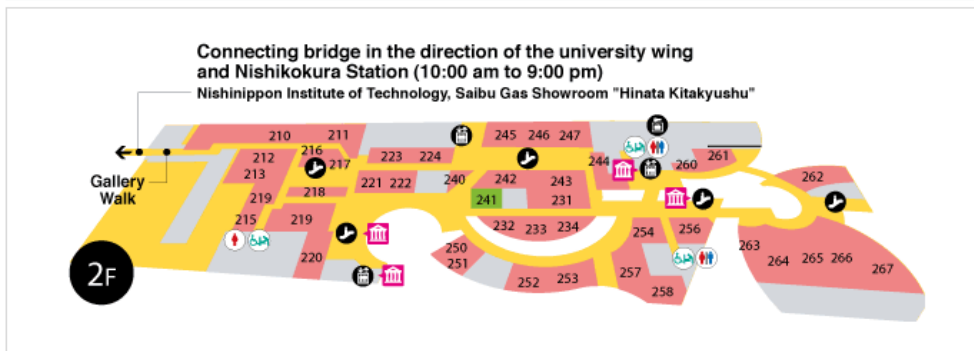 Connecting bridge in the direction of the university wing
and Nishikokura Station (10:00 am to 9:00 pm)
Nishinippon Institute of Technology, Saibu Gas Showroom "Hinata Kitakyushu"
210 211 245 246 247
212 216 217 223 224 244 260 261
213 221 222 240 242 243 262
Gallery
Walk
219 218 241 231
215 219 232 233 234 254 256
220 250 251 263
2F
252 253 257 264 265 266 267
258